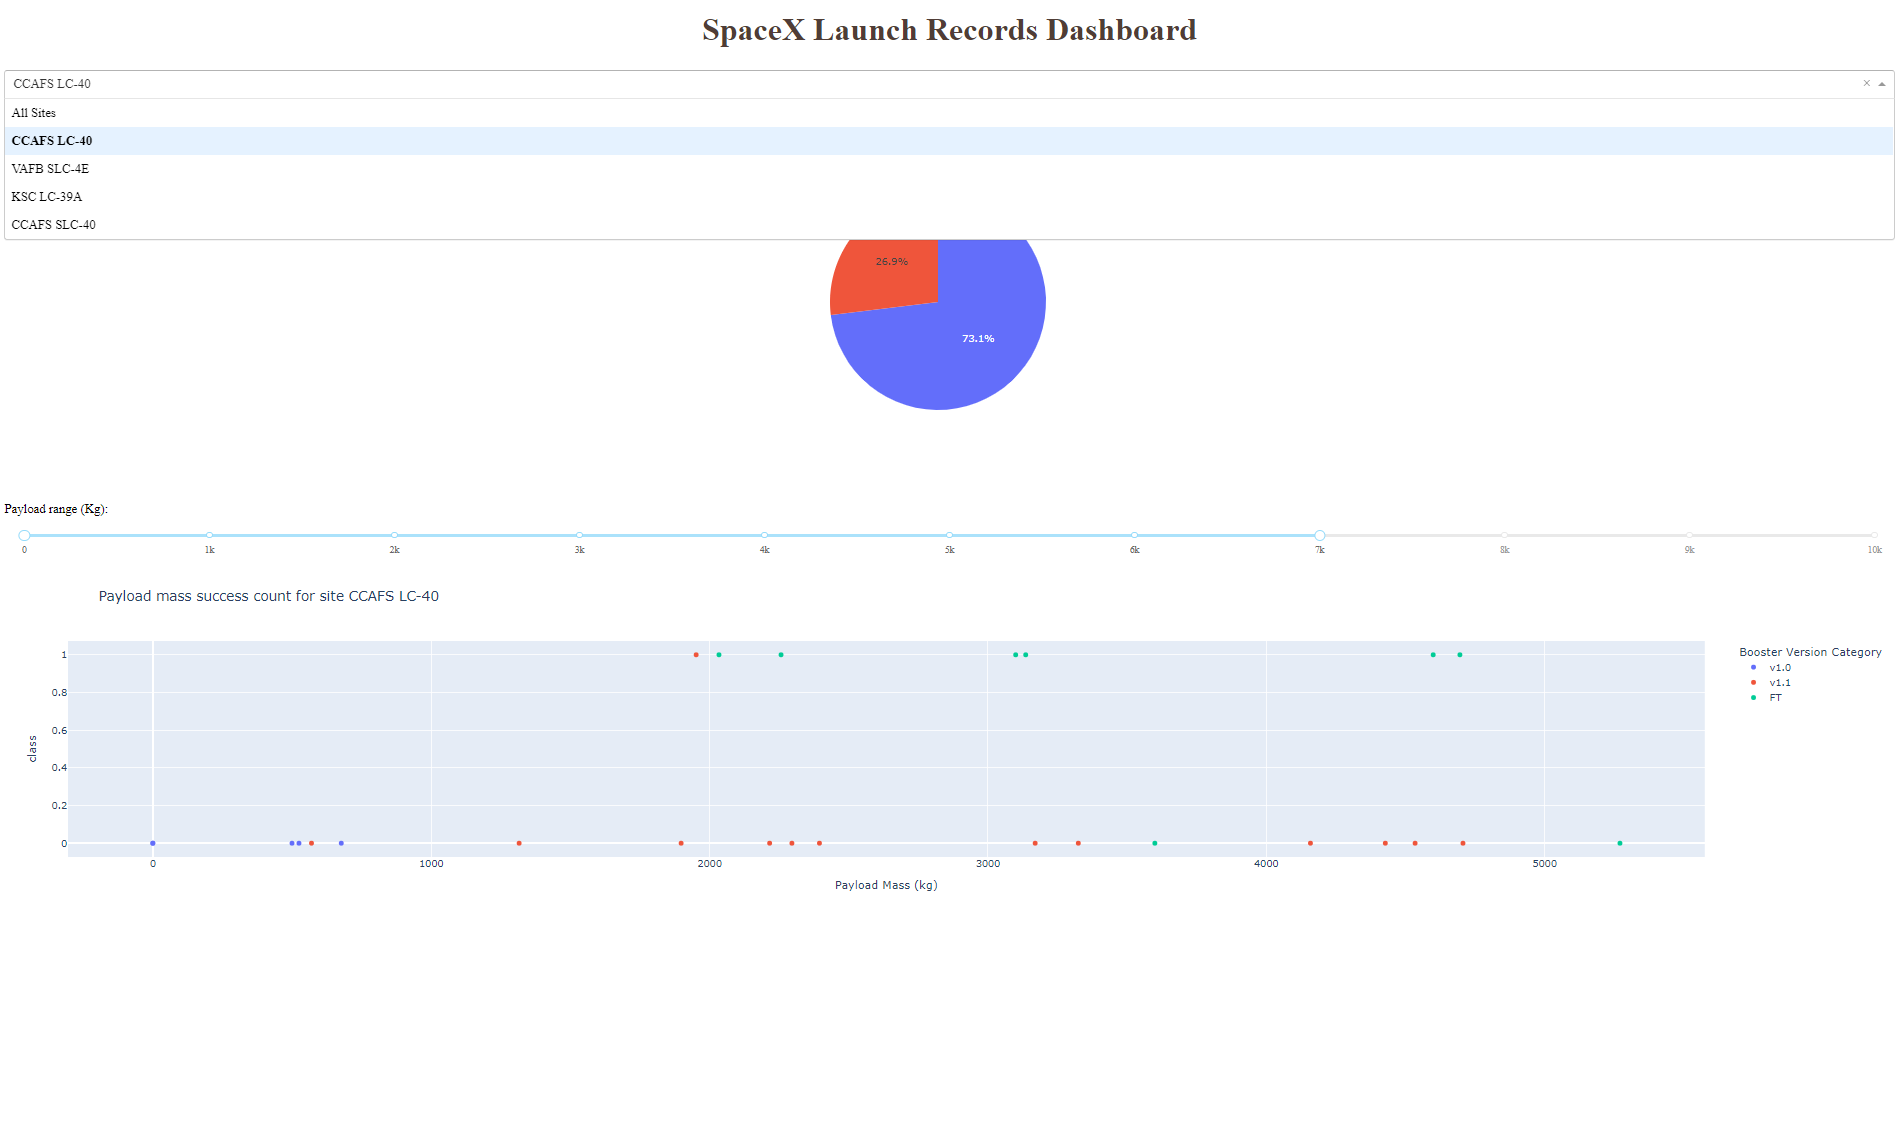 SpaceX Launch Records Dashboard
CCAFS LC-40 ×
All Sites
CCAFS LC-40
VAFB SLC-4E
KSC LC-39A
CCAFS SLC-40
26.9%
73.1%
Payload range (Kg):
0 1k 2k 3k 4k 5k 6k 7k 8k 9k 10k
Payload mass success count for site CCAFS LC-40
1
0.8
0.6
0.4
0.2
0
class
0 1000 2000 3000 4000 5000
Payload Mass (kg)
Booster Version Category
v1.0
v1.1
FT